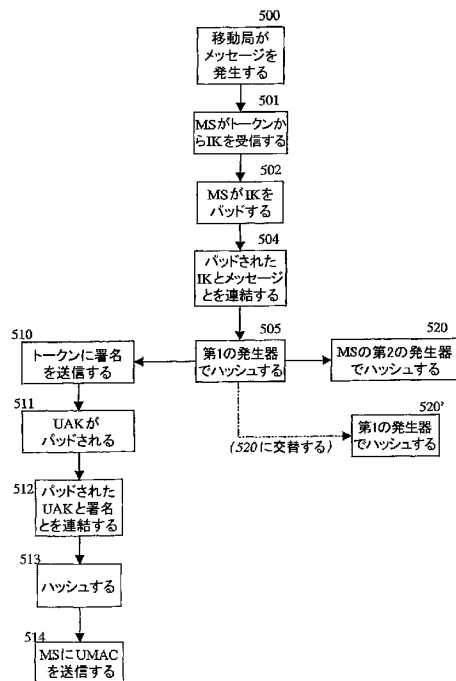 500
移動局が
メッセージを
発生する
501
MSがトークンか
らIKを受信する
502
MSがIKを
パッドする
504
パッドされた
IKとメッセージ
とを連結する
505
第1の発生器
でハッシュする
510
トークンに署名
を送信する
520
MSの第2の発生器
でハッシュする
520'
第1の発生器
でハッシュする
(520に交替する)
511
UAKが
パッドされる
512
パッドされた
UAKと署名
とを連結する
513
ハッシュする
514
MSにUMAC
を送信する